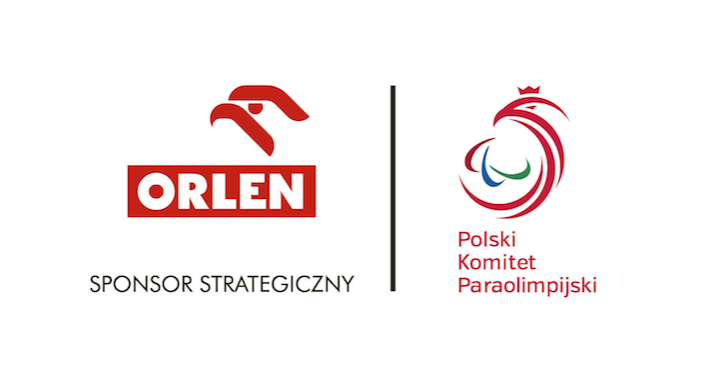 ORLEN
SPONSOR STRATEGICZNY
Polski
Komitet
Paraolimpijski